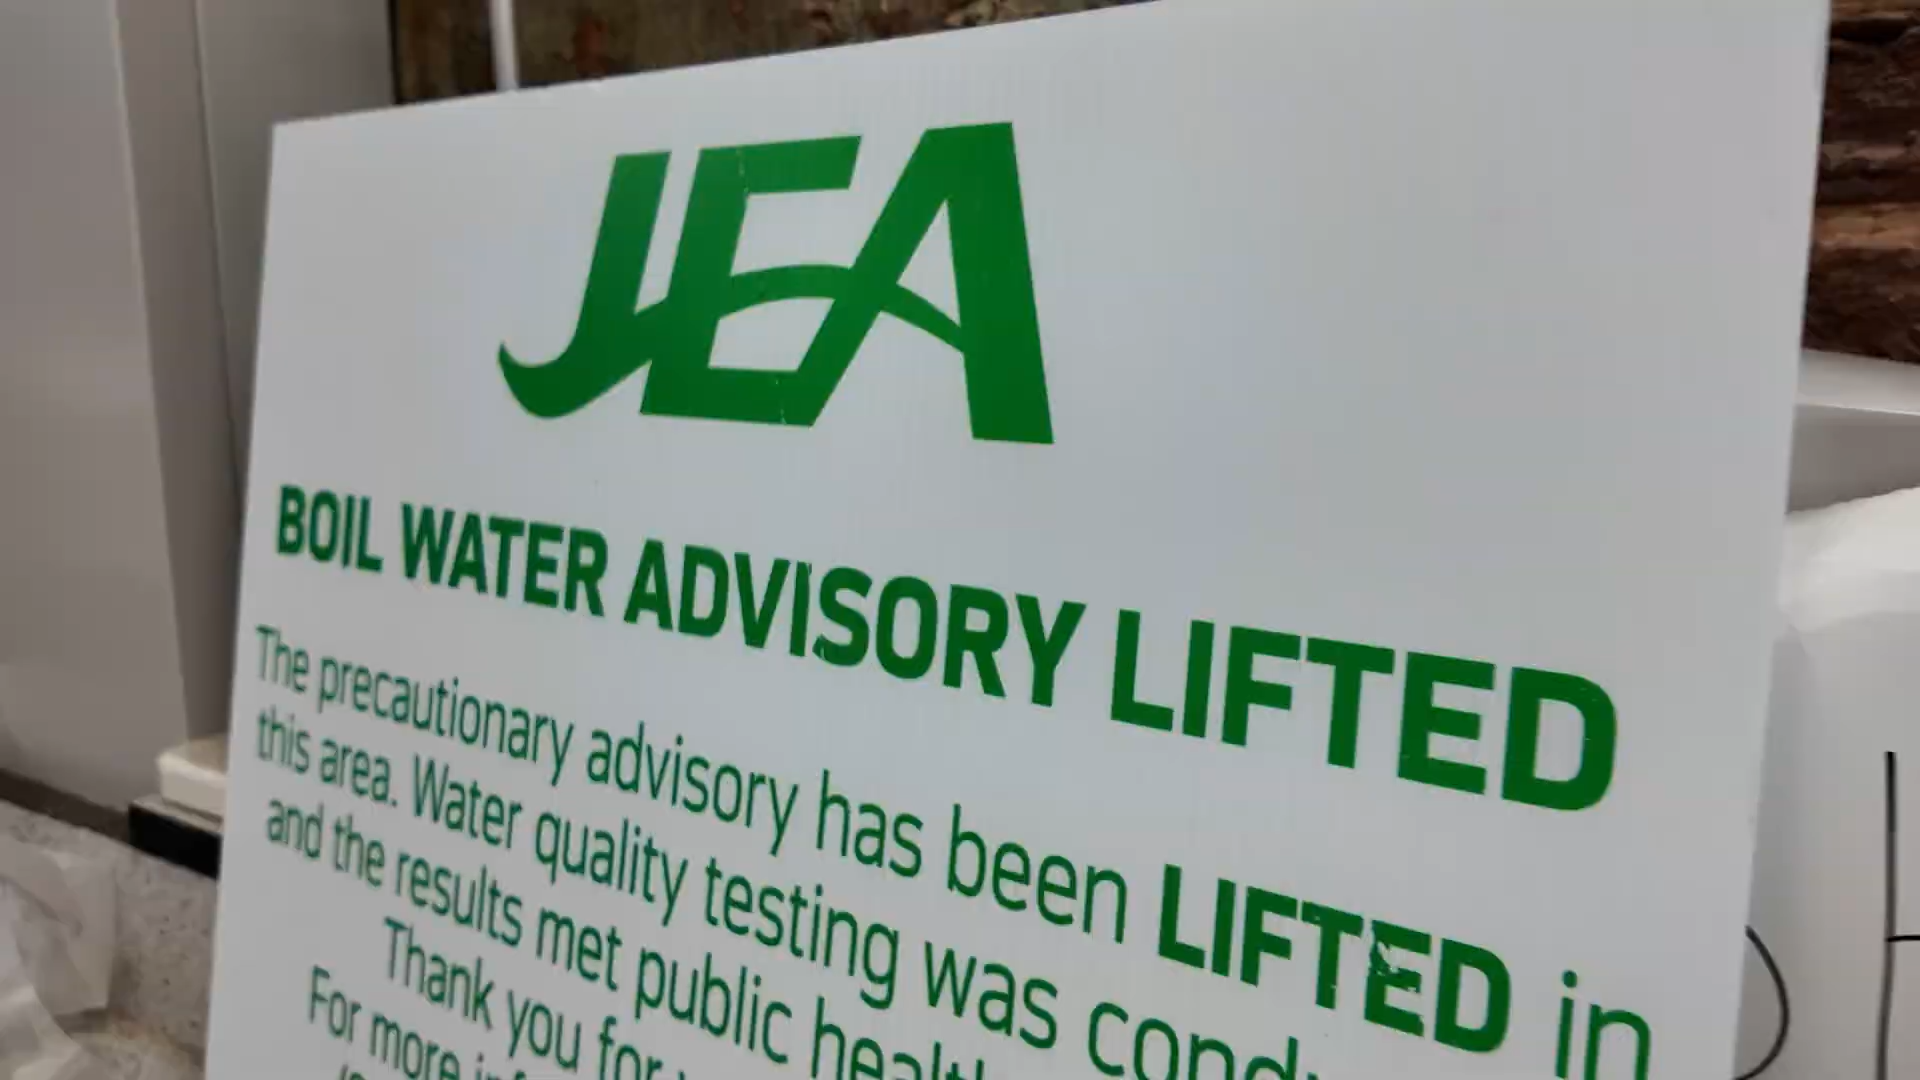 JEA
BOIL WATER ADVISORY LIFTED
The precautionary advisory has been LIFTED in
this area. Water quality testing was
and the results met public
Thank you for
For more